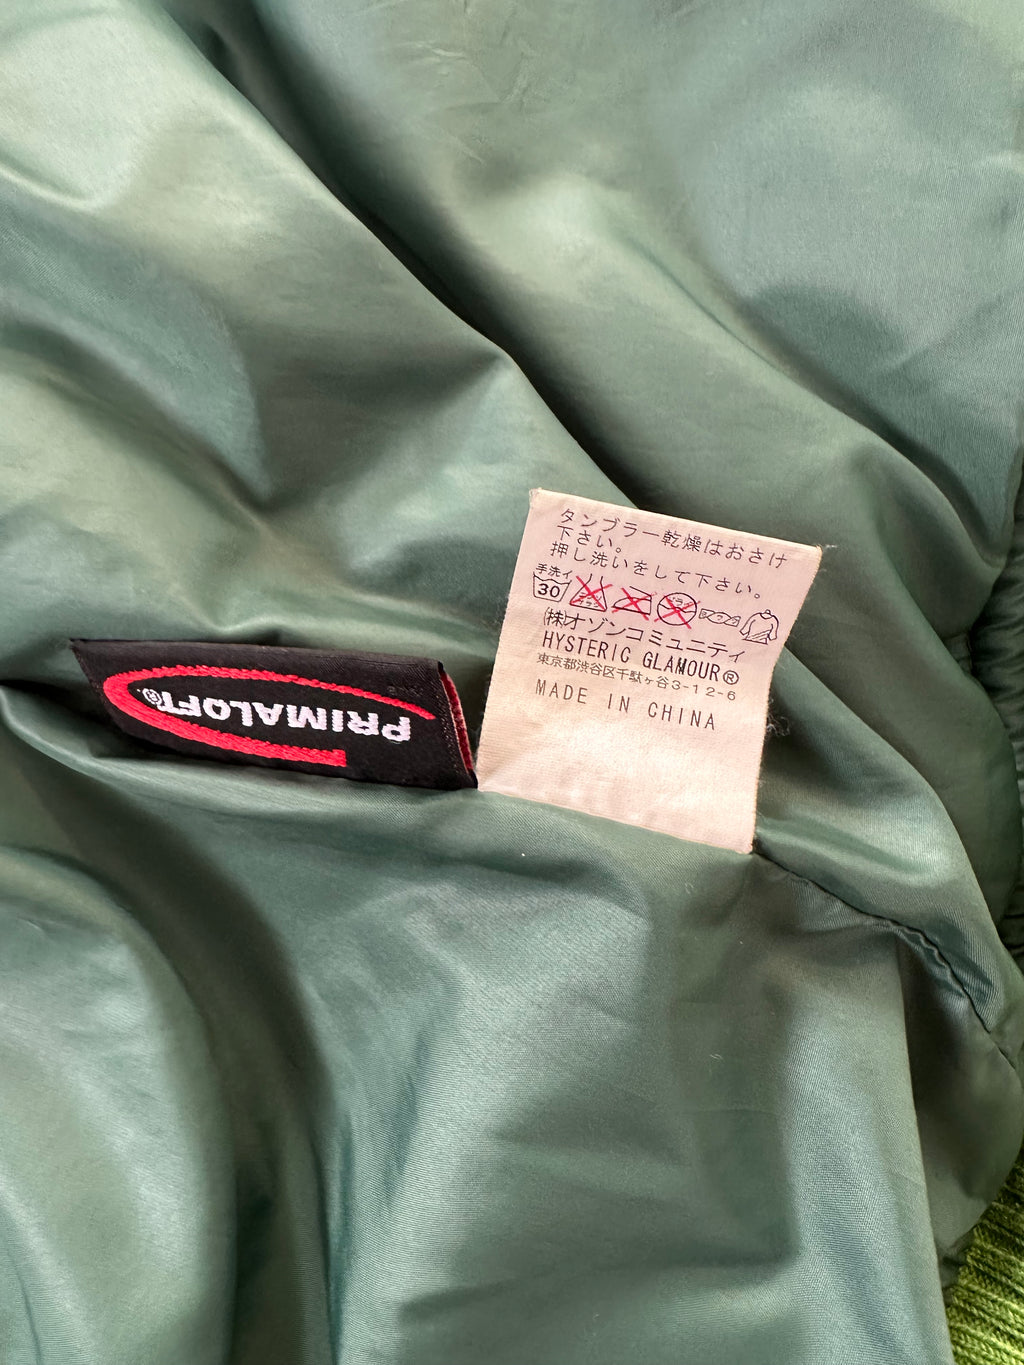 タンブラー乾燥はおさけ
下さい。
押し洗いをして下さい。
手洗イ
30
(株)オゾンコミュニティ
HYSTERIC GLAMOUR®
東京都渋谷区千駄ヶ谷3-12-6
MADE IN CHINA
PRIMALOFT®